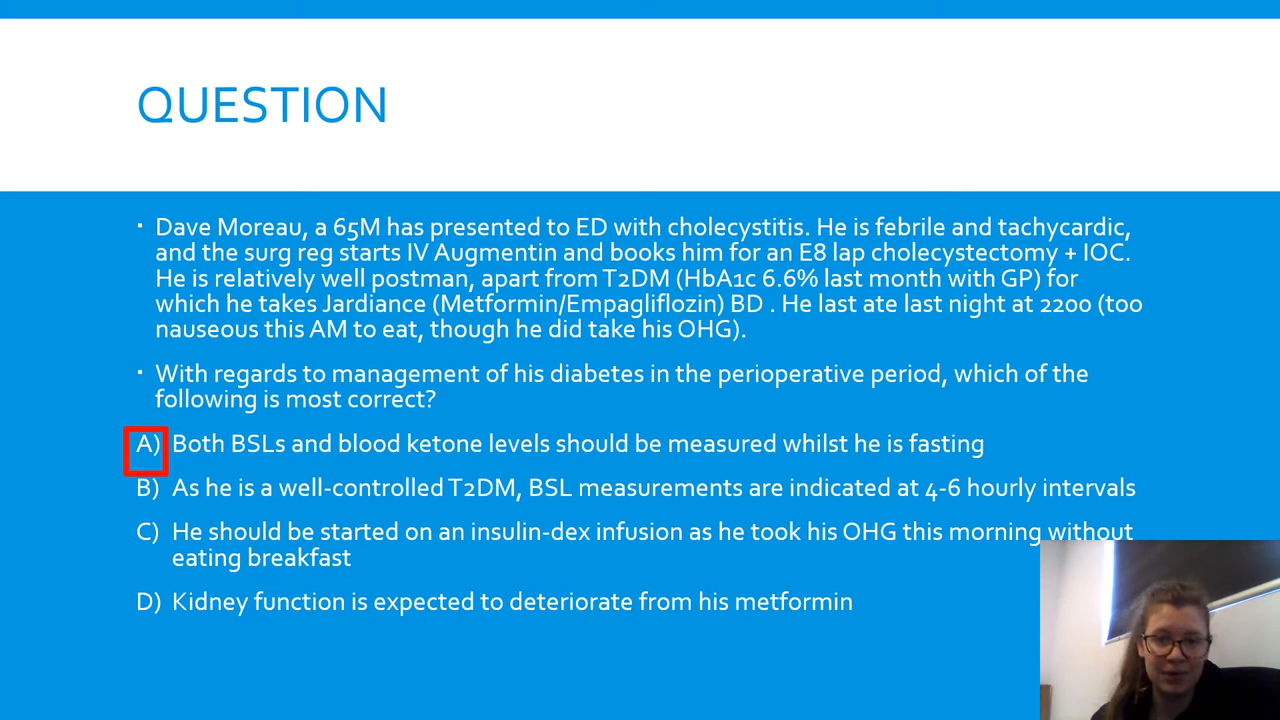 QUESTION
▪ Dave Moreau, a 65M has presented to ED with cholecystitis. He is febrile and tachycardic,
and the surg reg starts IV Augmentin and books him for an E8 lap cholecystectomy + IOC.
He is relatively well postman, apart from T2DM (HbA1c 6.6% last month with GP) for
which he takes Jardiance (Metformin/Empagliflozin) BD . He last ate last night at 2200 (too
nauseous this AM to eat, though he did take his OHG).
▪ With regards to management of his diabetes in the perioperative period, which of the
following is most correct?
A) Both BSLs and blood ketone levels should be measured whilst he is fasting
B) As he is a well-controlled T2DM, BSL measurements are indicated at 4-6 hourly intervals
C) He should be started on an insulin-dex infusion as he took his OHG this morning without
eating breakfast
D) Kidney function is expected to deteriorate from his metformin